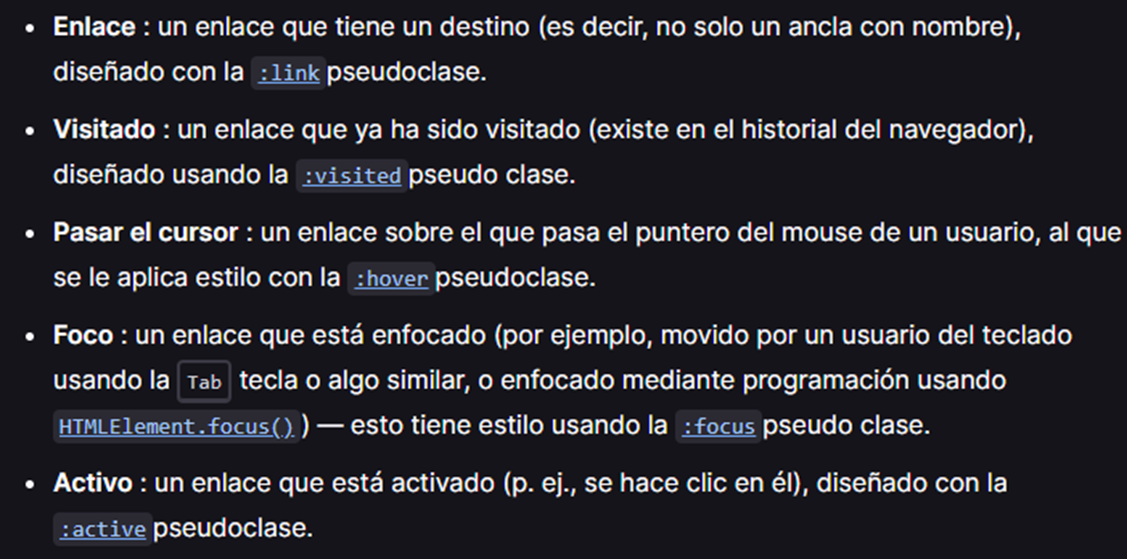 • Enlace : un enlace que tiene un destino (es decir, no solo un ancla con nombre),
diseñado con la :link pseudoclase.
• Visitado : un enlace que ya ha sido visitado (existe en el historial del navegador),
diseñado usando la :visited pseudo clase.
• Pasar el cursor : un enlace sobre el que pasa el puntero del mouse de un usuario, al que
se le aplica estilo con la :hover pseudoclase.
• Foco : un enlace que está enfocado (por ejemplo, movido por un usuario del teclado
usando la Tab tecla o algo similar, o enfocado mediante programación usando
HTMLElement.focus() ) — esto tiene estilo usando la :focus pseudo clase.
• Activo : un enlace que está activado (p. ej., se hace clic en él), diseñado con la
:active pseudoclase.